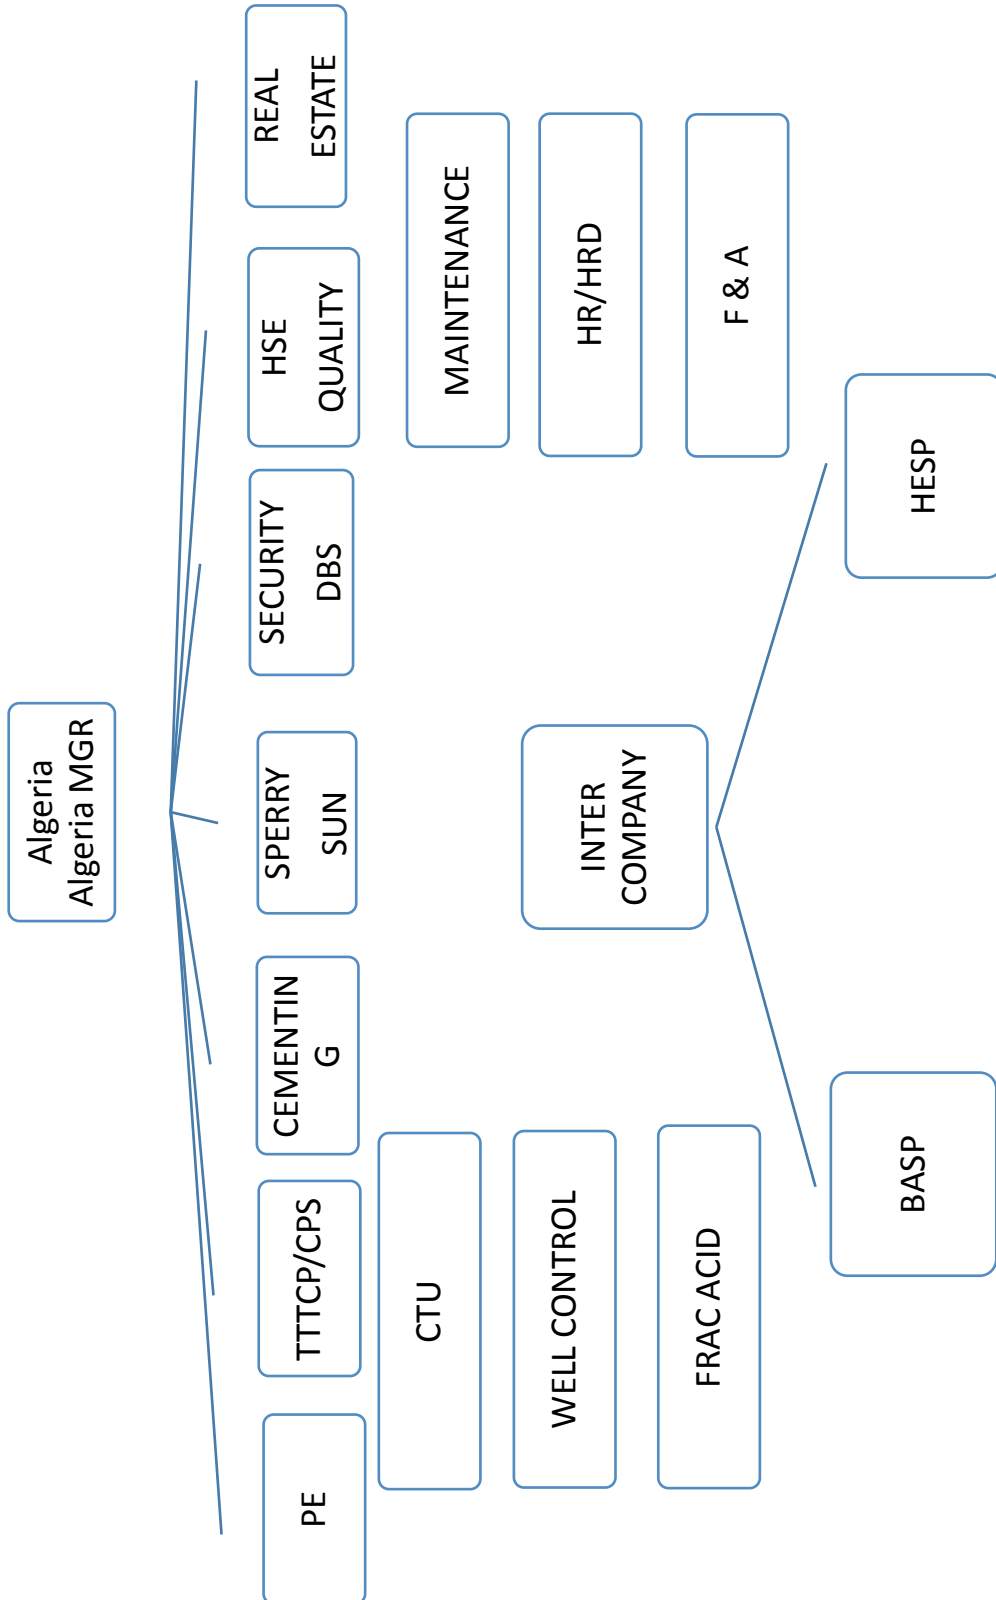 Algeria
Algeria MGR
PE
TTTCP/CPS
CEMENTIN
G
SPERRY
SUN
SECURITY
DBS
HSE
QUALITY
REAL
ESTATE
CTU
MAINTENANCE
WELL CONTROL
INTER
COMPANY
HR/HRD
FRAC ACID
F & A
BASP
HESP